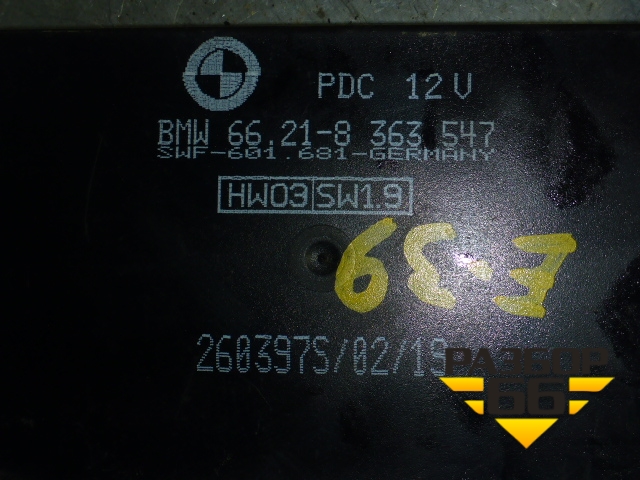 PDC 12V
BMW 66.21-8 363 547
SWF-601.681-GERMANY
HW03 SW1.9
E-39
260397S/02/19
РАЗБОР
66